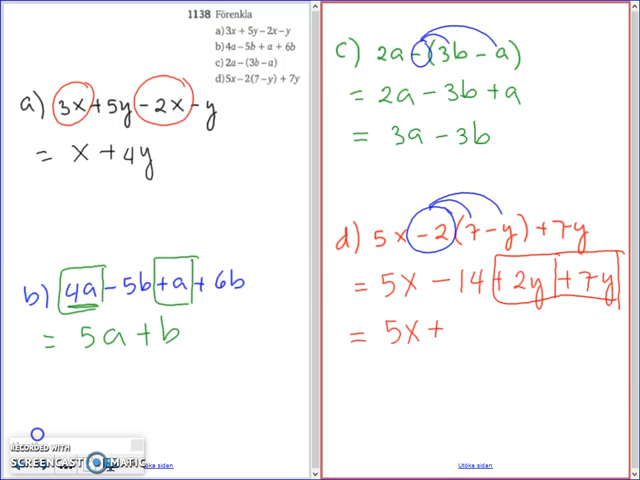 1138 Förenkla
a) 3x + 5y – 2x – y
b) 4a – 5b + a + 6b
c) 2a – (3b – a)
d) 5x – 2(7 – y) + 7y
a) 3x + 5y - 2x - y
= x + 4y
b) 4a - 5b + a + 6b
= 5a + b
c) 2a - (3b - a)
= 2a - 3b + a
= 3a - 3b
d) 5x - 2(7 - y) + 7y
= 5x - 14 + 2y + 7y
= 5x +
RECORDED WITH
SCREENCAST MATIC
Utöka sidan
Utöka sidan